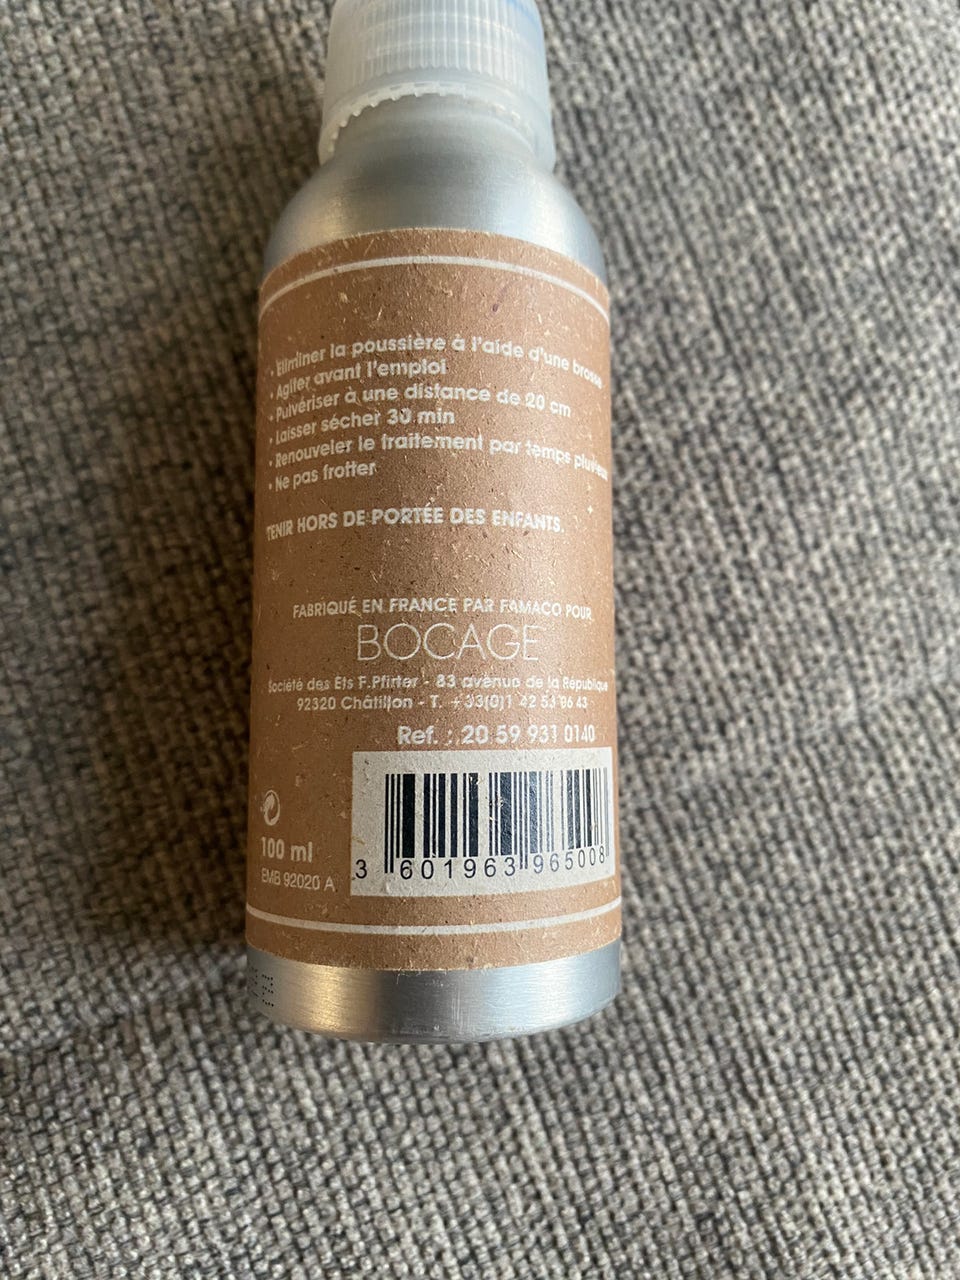 • Éliminer la poussière à l'aide d'une brosse
• Agiter avant l'emploi
• Pulvériser à une distance de 20 cm
• Laisser sécher 30 min
• Renouveler le traitement par temps pluvieux
• Ne pas frotter
TENIR HORS DE PORTÉE DES ENFANTS.
FABRIQUÉ EN FRANCE PAR FAMACO POUR
BOCAGE
Société des Ets F.Pfirter - 83 avenue de la République
92320 Châtillon - T. +33(0)1 42 53 86 43
Ref. : 20 59 931 0140
3 601963 965008
100 ml
EMB 92020 A